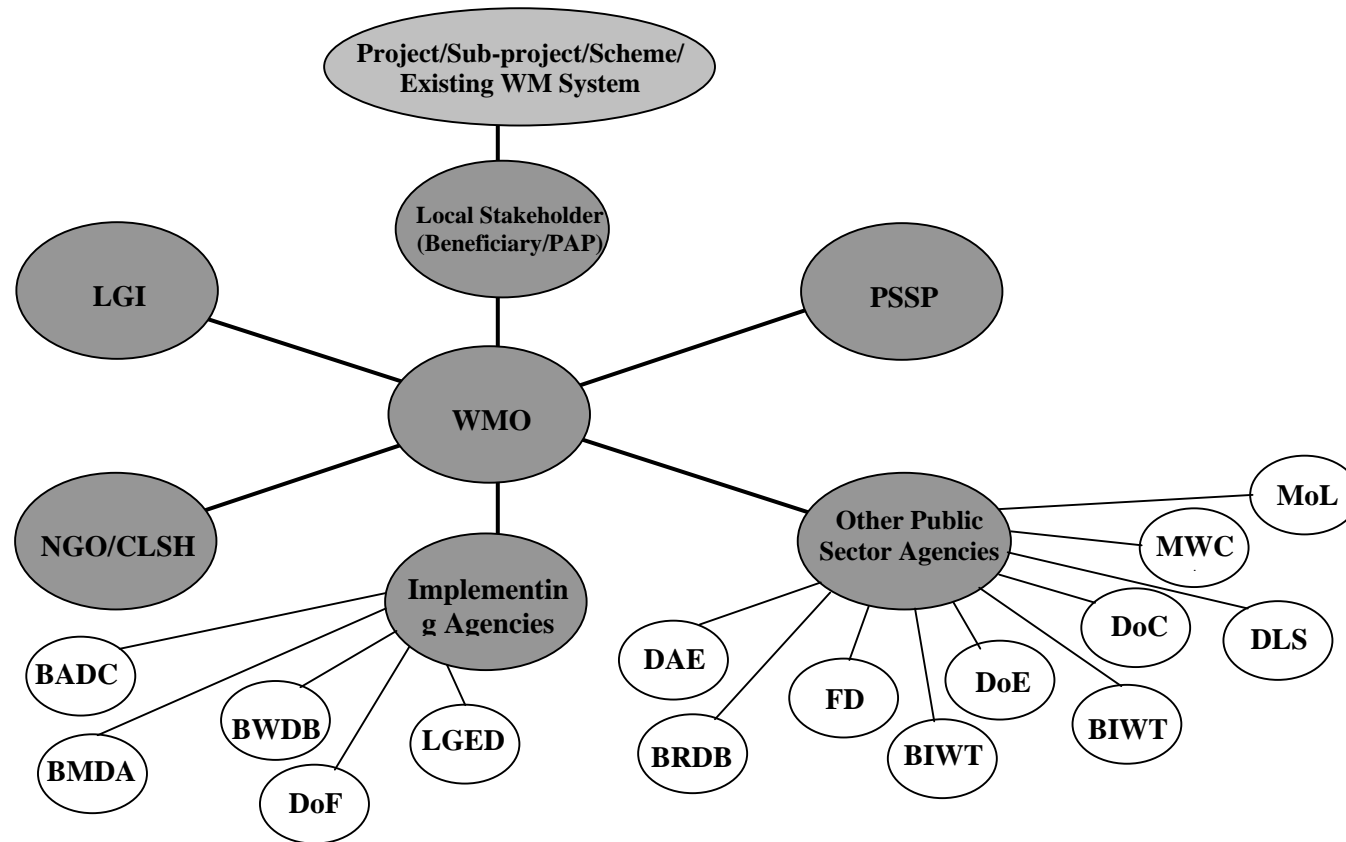 Project/Sub-project/Scheme/
Existing WM System
Local Stakeholder
(Beneficiary/PAP)
LGI
PSSP
WMO
NGO/CLSH
Implementin
g Agencies
Other Public
Sector Agencies
MoL
MWC
DLS
DoC
BIWT
DoE
BIWT
FD
BRDB
DAE
BADC
BMDA
BWDB
DoF
LGED